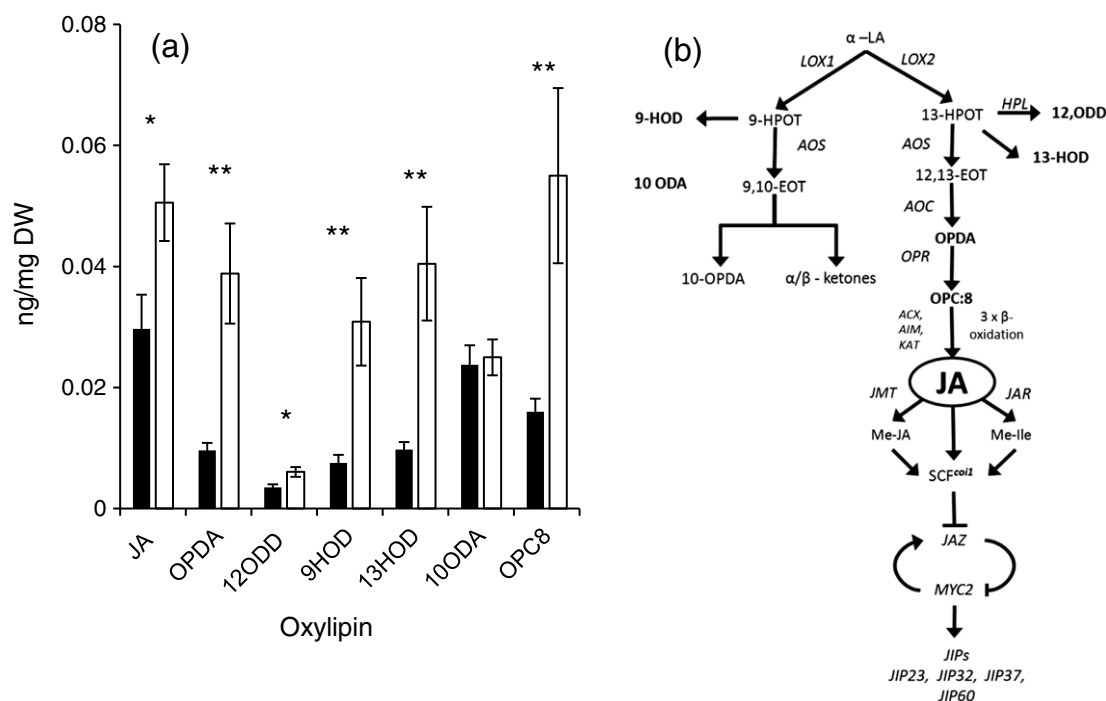 (a)
ng/mg DW
0.08
0.06
0.04
0.02
0
*
**
*
**
**
**
JA
OPDA
12ODD
9HOD
13HOD
10ODA
OPC8
Oxylipin
(b)
α –LA
LOX1
LOX2
9-HOD
9-HPOT
13-HPOT
HPL
12,ODD
AOS
AOS
13-HOD
10 ODA
9,10-EOT
12,13-EOT
AOC
OPDA
10-OPDA
α/β - ketones
OPR
OPC:8
ACX,
AIM,
KAT
3 x β-
oxidation
JA
JMT
JAR
Me-JA
Me-Ile
SCFcoi1
JAZ
MYC2
JIPs
JIP23, JIP32, JIP37,
JIP60